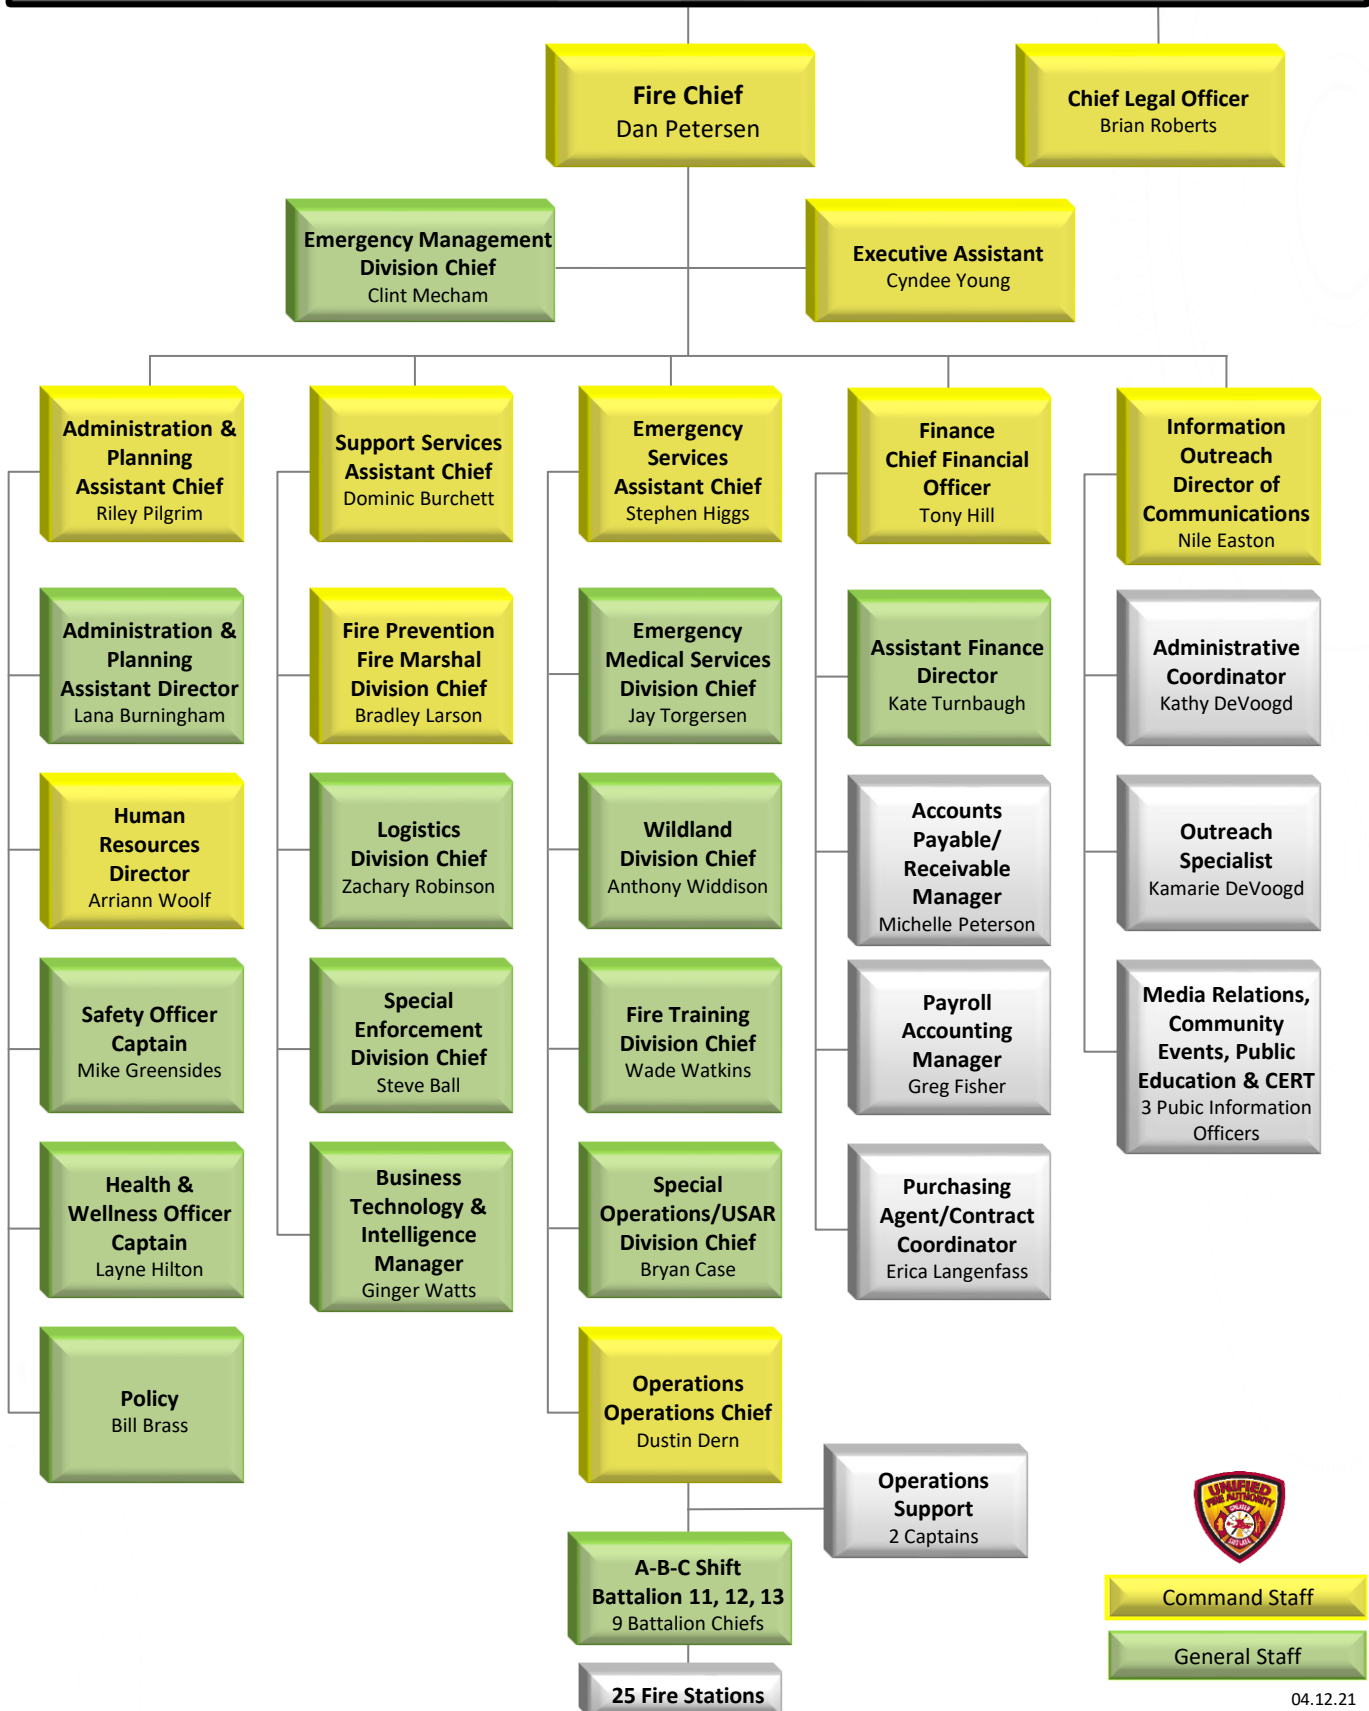 Fire Chief
Dan Petersen
Chief Legal Officer
Brian Roberts
Emergency Management
Division Chief
Clint Mecham
Executive Assistant
Cyndee Young
Administration &
Planning
Assistant Chief
Riley Pilgrim
Support Services
Assistant Chief
Dominic Burchett
Emergency
Services
Assistant Chief
Stephen Higgs
Finance
Chief Financial
Officer
Tony Hill
Information
Outreach
Director of
Communications
Nile Easton
Administration &
Planning
Assistant Director
Lana Burningham
Fire Prevention
Fire Marshal
Division Chief
Bradley Larson
Emergency
Medical Services
Division Chief
Jay Torgersen
Assistant Finance
Director
Kate Turnbaugh
Administrative
Coordinator
Kathy DeVoogd
Human
Resources
Director
Arriann Woolf
Logistics
Division Chief
Zachary Robinson
Wildland
Division Chief
Anthony Widdison
Accounts
Payable/
Receivable
Manager
Michelle Peterson
Outreach
Specialist
Kamarie DeVoogd
Safety Officer
Captain
Mike Greensides
Special
Enforcement
Division Chief
Steve Ball
Fire Training
Division Chief
Wade Watkins
Payroll
Accounting
Manager
Greg Fisher
Media Relations,
Community
Events, Public
Education & CERT
3 Pubic Information
Officers
Health &
Wellness Officer
Captain
Layne Hilton
Business
Technology &
Intelligence
Manager
Ginger Watts
Special
Operations/USAR
Division Chief
Bryan Case
Purchasing
Agent/Contract
Coordinator
Erica Langenfass
Policy
Bill Brass
Operations
Operations Chief
Dustin Dern
Operations
Support
2 Captains
A-B-C Shift
Battalion 11, 12, 13
9 Battalion Chiefs
25 Fire Stations
UNIFIED
FIRE AUTHORITY
GREATER
SALT LAKE
Command Staff
General Staff
04.12.21